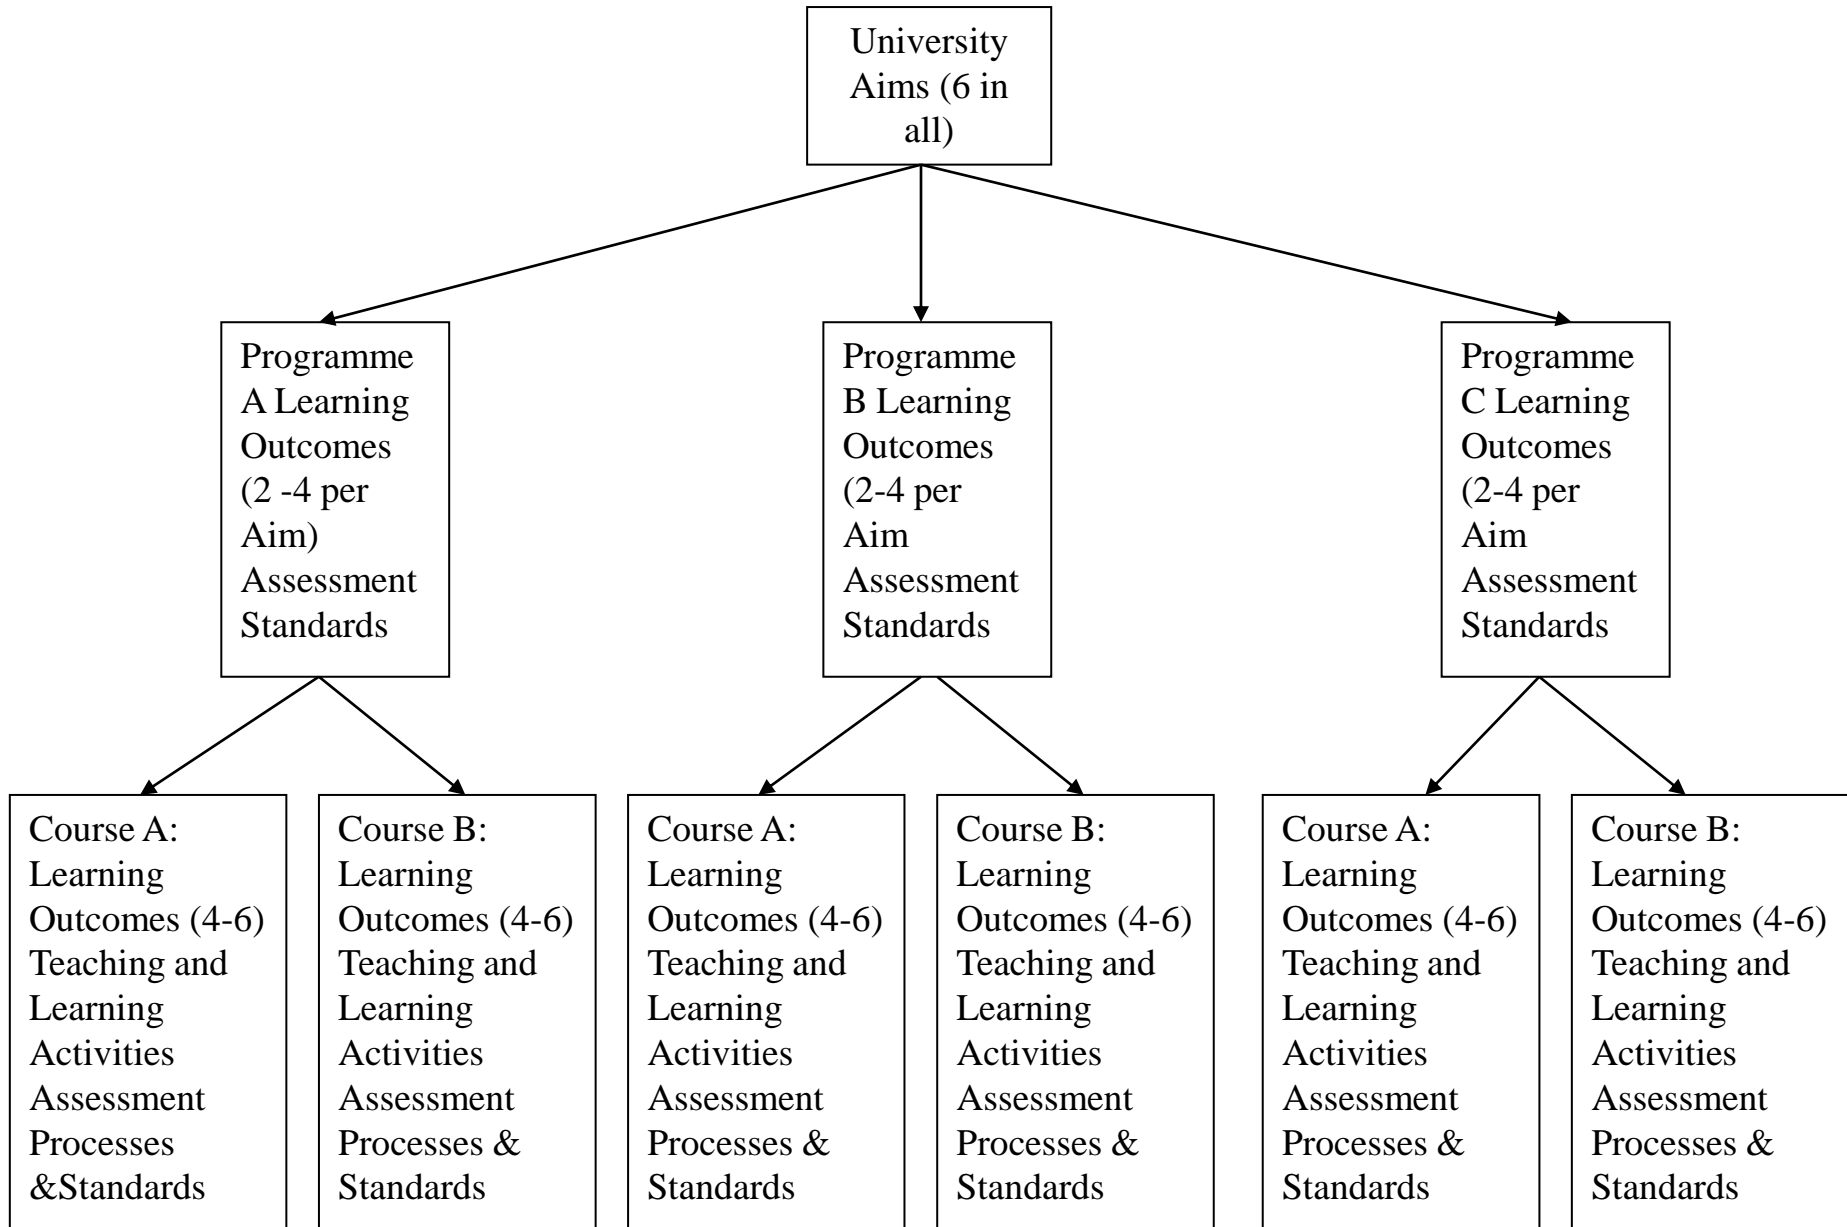 University
Aims (6 in
all)
Programme
A Learning
Outcomes
(2 -4 per
Aim)
Assessment
Standards
Programme
B Learning
Outcomes
(2-4 per
Aim
Assessment
Standards
Programme
C Learning
Outcomes
(2-4 per
Aim
Assessment
Standards
Course A:
Learning
Outcomes (4-6)
Teaching and
Learning
Activities
Assessment
Processes
&Standards
Course B:
Learning
Outcomes (4-6)
Teaching and
Learning
Activities
Assessment
Processes &
Standards
Course A:
Learning
Outcomes (4-6)
Teaching and
Learning
Activities
Assessment
Processes &
Standards
Course B:
Learning
Outcomes (4-6)
Teaching and
Learning
Activities
Assessment
Processes &
Standards
Course A:
Learning
Outcomes (4-6)
Teaching and
Learning
Activities
Assessment
Processes &
Standards
Course B:
Learning
Outcomes (4-6)
Teaching and
Learning
Activities
Assessment
Processes &
Standards